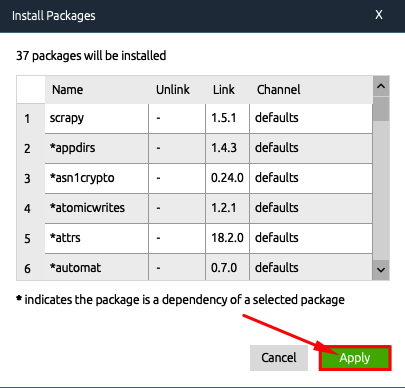 Install Packages X
37 packages will be installed
Name Unlink Link Channel
1 scrapy - 1.5.1 defaults
2 *appdirs - 1.4.3 defaults
3 *asn1crypto - 0.24.0 defaults
4 *atomicwrites - 1.2.1 defaults
5 *attrs - 18.2.0 defaults
6 *automat - 0.7.0 defaults
* indicates the package is a dependency of a selected package
Cancel Apply